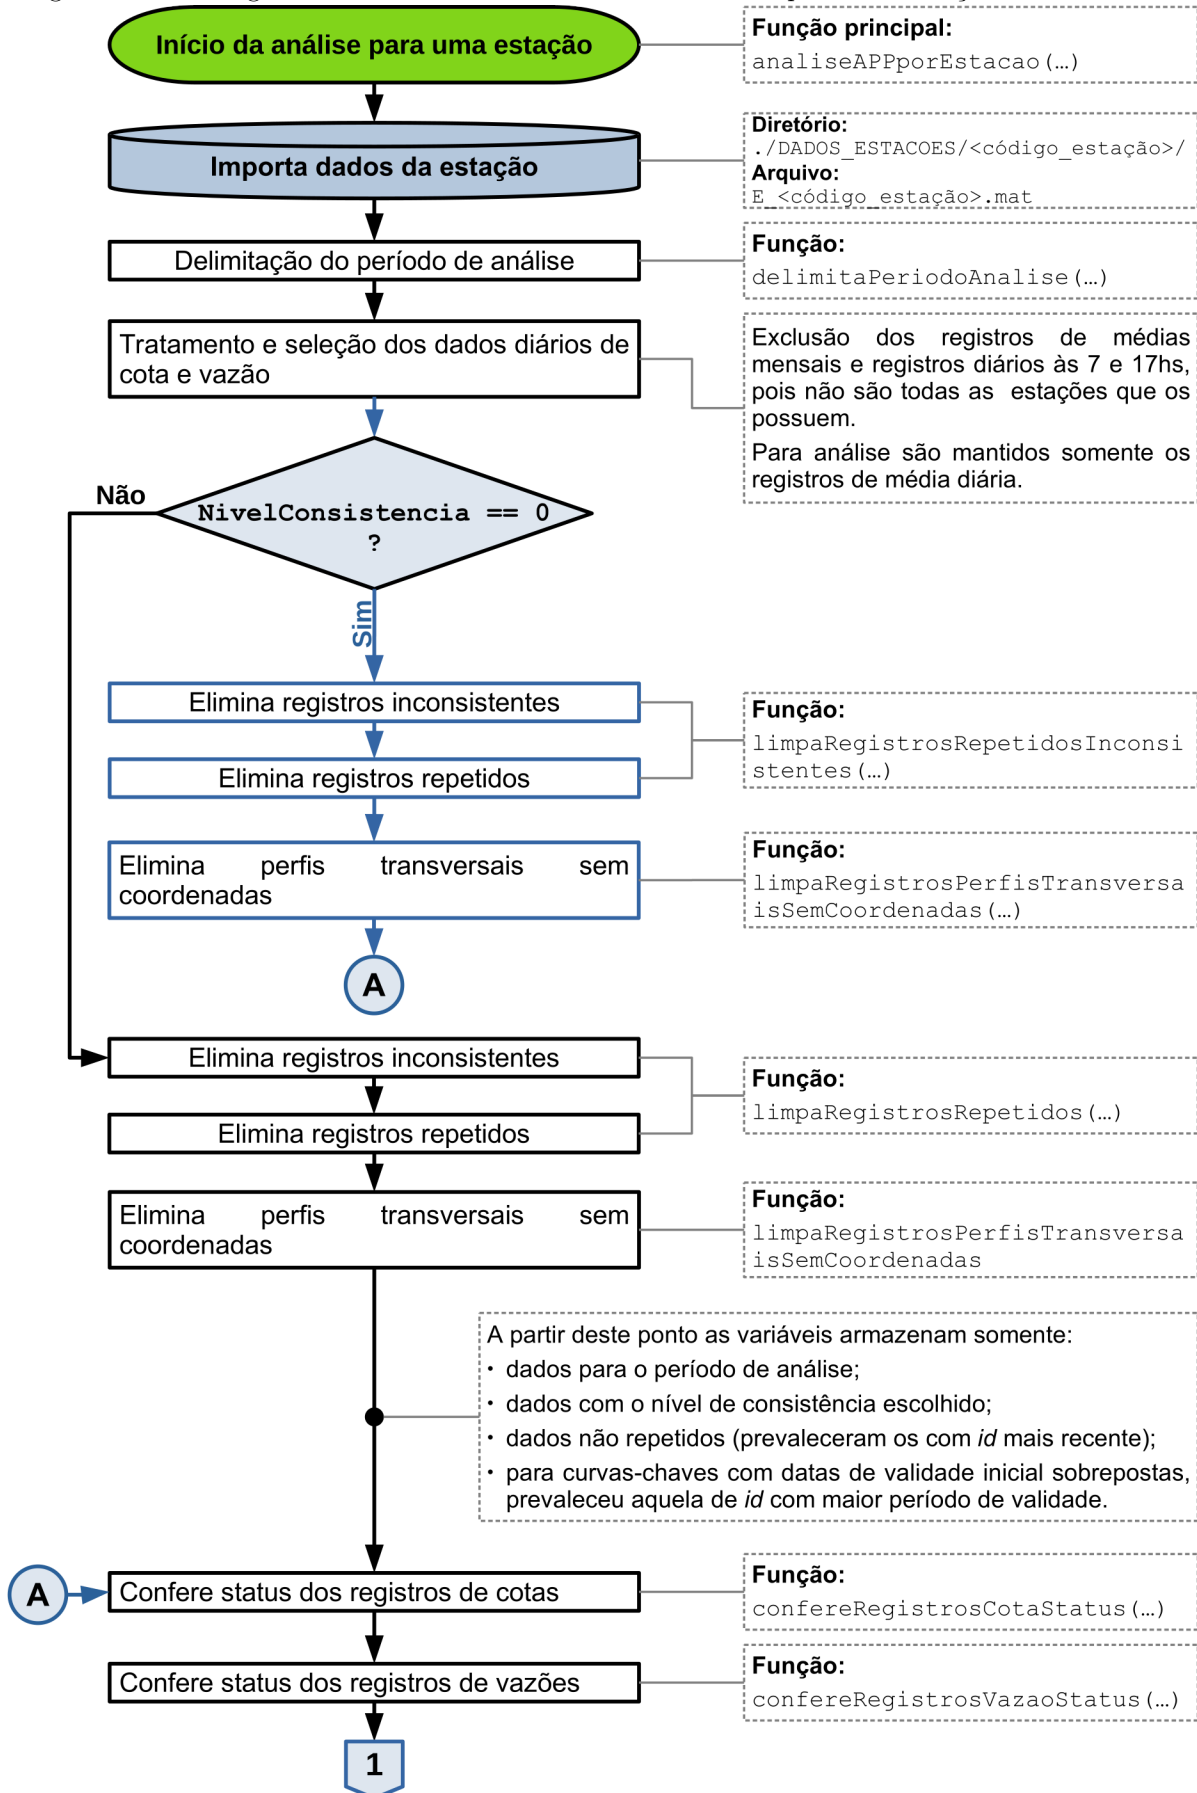 Início da análise para uma estação
Função principal:
analiseAPPporEstacao(…)
Importa dados da estação
Diretório:
./DADOS_ESTACOES/<código_estação>/
Arquivo:
E_<código_estação>.mat
Delimitação do período de análise
Função:
delimitaPeriodoAnalise(…)
Tratamento e seleção dos dados diários de
cota e vazão
Exclusão dos registros de médias
mensais e registros diários às 7 e 17hs,
pois não são todas as estações que os
possuem.
Para análise são mantidos somente os
registros de média diária.
Não
NivelConsistencia == 0
?
Sim
Elimina registros inconsistentes
Elimina registros repetidos
Função:
limpaRegistrosRepetidosInconsi
stentes(…)
Elimina perfis transversais sem
coordenadas
Função:
limpaRegistrosPerfisTransversa
isSemCoordenadas(…)
A
Elimina registros inconsistentes
Elimina registros repetidos
Função:
limpaRegistrosRepetidos(…)
Elimina perfis transversais sem
coordenadas
Função:
limpaRegistrosPerfisTransversa
isSemCoordenadas
A partir deste ponto as variáveis armazenam somente:
• dados para o período de análise;
• dados com o nível de consistência escolhido;
• dados não repetidos (prevaleceram os com id mais recente);
• para curvas-chaves com datas de validade inicial sobrepostas,
prevaleceu aquela de id com maior período de validade.
A
Confere status dos registros de cotas
Função:
confereRegistrosCotaStatus(…)
Confere status dos registros de vazões
Função:
confereRegistrosVazaoStatus(…)
1